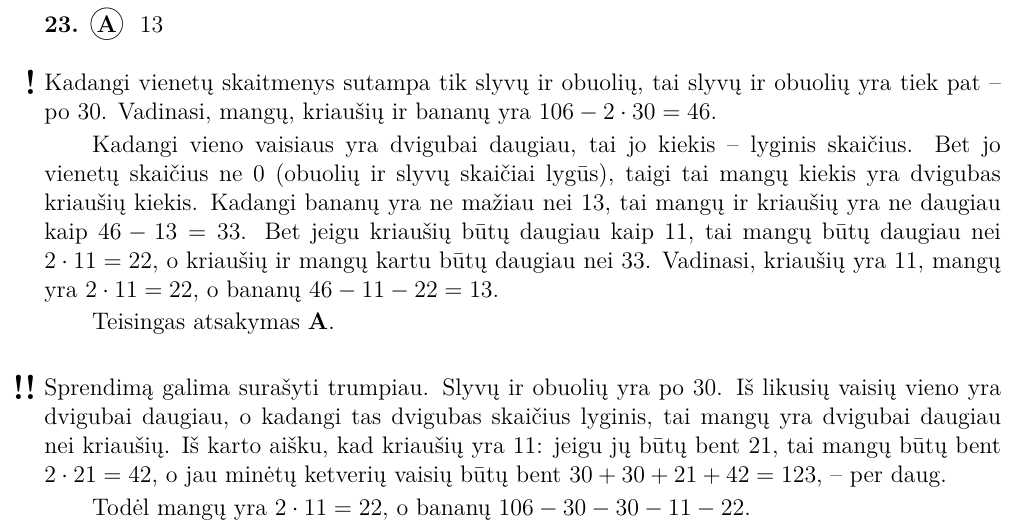 23. A 13
! Kadangi vienetų skaitmenys sutampa tik slyvų ir obuolių, tai slyvų ir obuolių yra tiek pat –
po 30. Vadinasi, mangų, kriaušių ir bananų yra 106 − 2 · 30 = 46.
Kadangi vieno vaisiaus yra dvigubai daugiau, tai jo kiekis – lyginis skaičius. Bet jo
vienetų skaičius ne 0 (obuolių ir slyvų skaičiai lygūs), taigi tai mangų kiekis yra dvigubas
kriaušių kiekis. Kadangi bananų yra ne mažiau nei 13, tai mangų ir kriaušių yra ne daugiau
kaip 46 − 13 = 33. Bet jeigu kriaušių būtų daugiau kaip 11, tai mangų būtų daugiau nei
2 · 11 = 22, o kriaušių ir mangų kartu būtų daugiau nei 33. Vadinasi, kriaušių yra 11, mangų
yra 2 · 11 = 22, o bananų 46 − 11 − 22 = 13.
Teisingas atsakymas A.
!! Sprendimą galima surašyti trumpiau. Slyvų ir obuolių yra po 30. Iš likusių vaisių vieno yra
dvigubai daugiau, o kadangi tas dvigubas skaičius lyginis, tai mangų yra dvigubai daugiau
nei kriaušių. Iš karto aišku, kad kriaušių yra 11: jeigu jų būtų bent 21, tai mangų būtų bent
2 · 21 = 42, o jau minėtų ketverių vaisių būtų bent 30 + 30 + 21 + 42 = 123, – per daug.
Todėl mangų yra 2 · 11 = 22, o bananų 106 − 30 − 30 − 11 − 22.